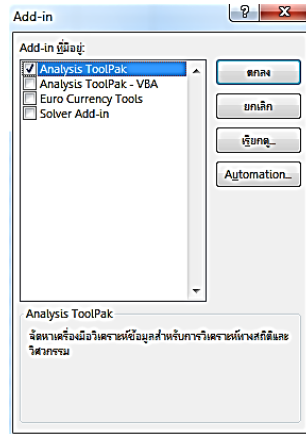 Add-in
Add-in ที่มีอยู่:
Analysis ToolPak
Analysis ToolPak - VBA
Euro Currency Tools
Solver Add-in
ตกลง
ยกเลิก
เรียกดู...
Automation...
Analysis ToolPak
จัดหาเครื่องมือวิเคราะห์ข้อมูลสำหรับการวิเคราะห์ทางสถิติและ
วิศวกรรม